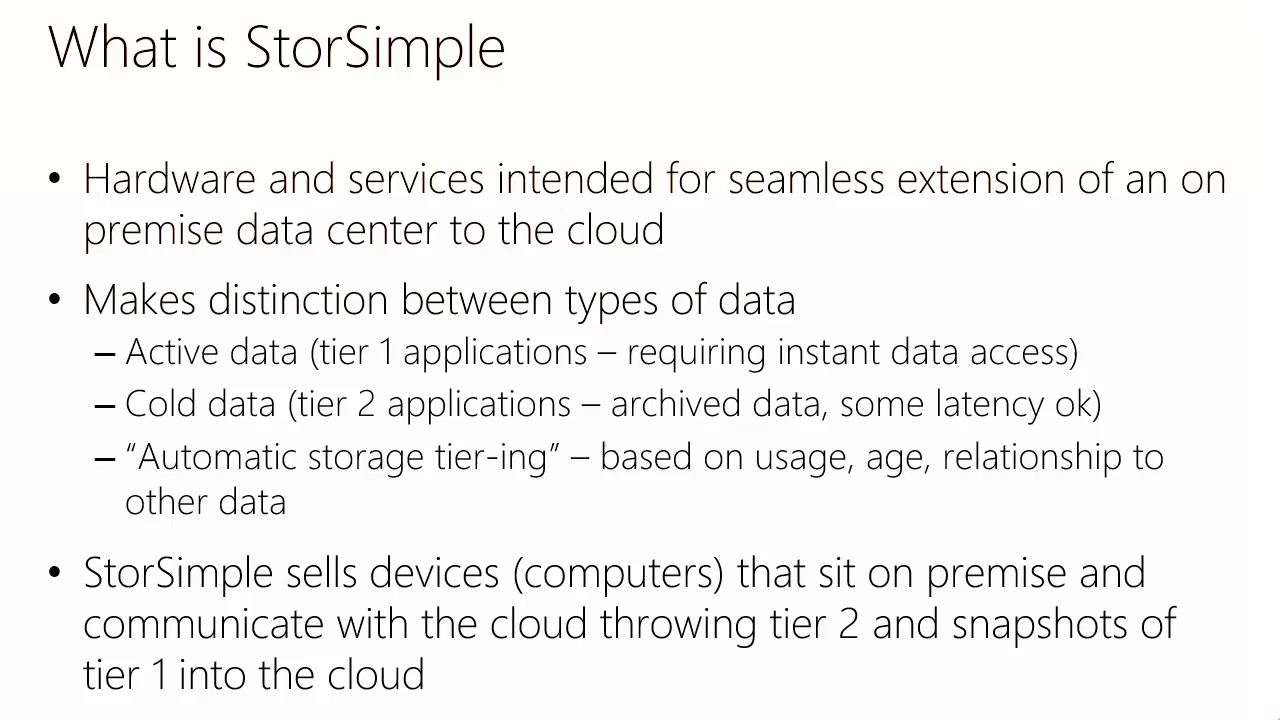 What is StorSimple
• Hardware and services intended for seamless extension of an on
premise data center to the cloud
• Makes distinction between types of data
– Active data (tier 1 applications – requiring instant data access)
– Cold data (tier 2 applications – archived data, some latency ok)
– “Automatic storage tier-ing” – based on usage, age, relationship to
other data
• StorSimple sells devices (computers) that sit on premise and
communicate with the cloud throwing tier 2 and snapshots of
tier 1 into the cloud